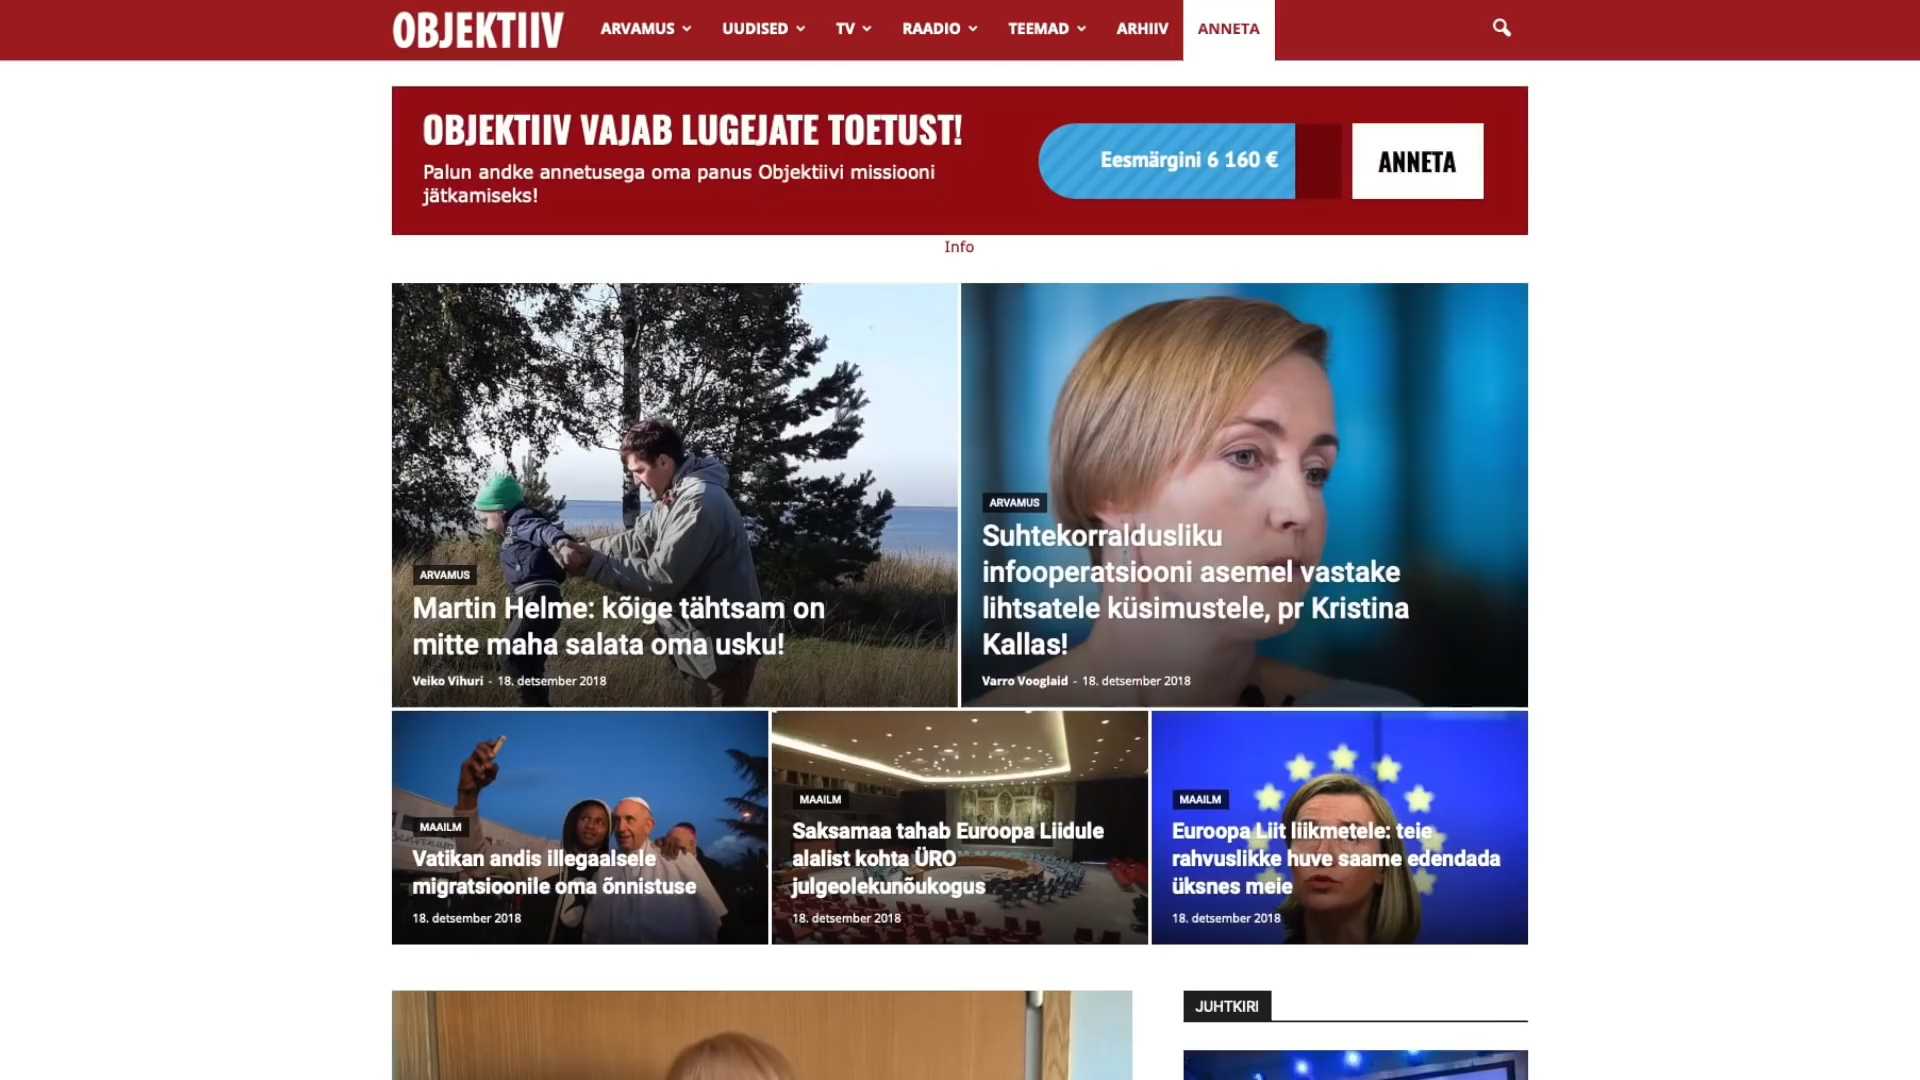 OBJEKTIIV
ARVAMUS UUDISED TV RAADIO TEEMAD ARHIIV ANNETA
OBJEKTIIV VAJAB LUGEJATE TOETUST!
Palun andke annetusega oma panus Objektiivi missiooni
jätkamiseks!
Eesmärgini 6 160 €
ANNETA
Info
ARVAMUS
Martin Helme: kõige tähtsam on
mitte maha salata oma usku!
Veiko Vihuri - 18. detsember 2018
ARVAMUS
Suhtekorraldusliku
infooperatsiooni asemel vastake
lihtsatele küsimustele, pr Kristina
Kallas!
Varro Vooglaid - 18. detsember 2018
MAAILM
Vatikan andis illegaalsele
migratsioonile oma õnnistuse
18. detsember 2018
MAAILM
Saksamaa tahab Euroopa Liidule
alalist kohta ÜRO
julgeolekunõukogus
18. detsember 2018
MAAILM
Euroopa Liit liikmetele: teie
rahvuslikke huve saame edendada
üksnes meie
18. detsember 2018
JUHTKIRI